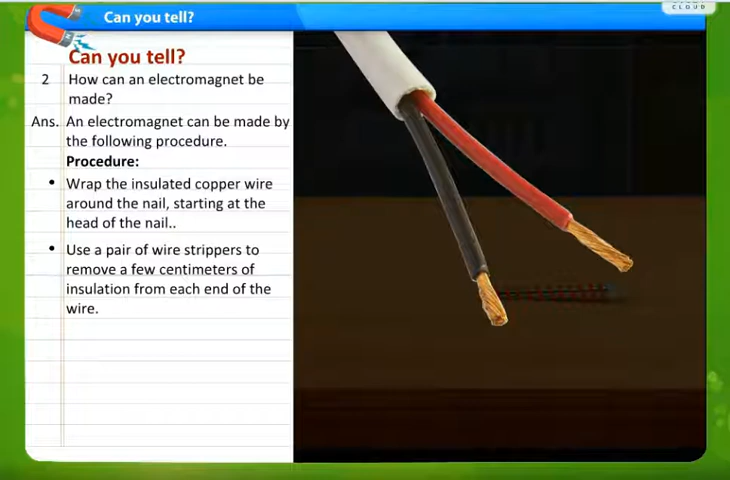 CLOUD
Can you tell?
Can you tell?
2 How can an electromagnet be
made?
Ans. An electromagnet can be made by
the following procedure.
Procedure:
• Wrap the insulated copper wire
around the nail, starting at the
head of the nail..
• Use a pair of wire strippers to
remove a few centimeters of
insulation from each end of the
wire.